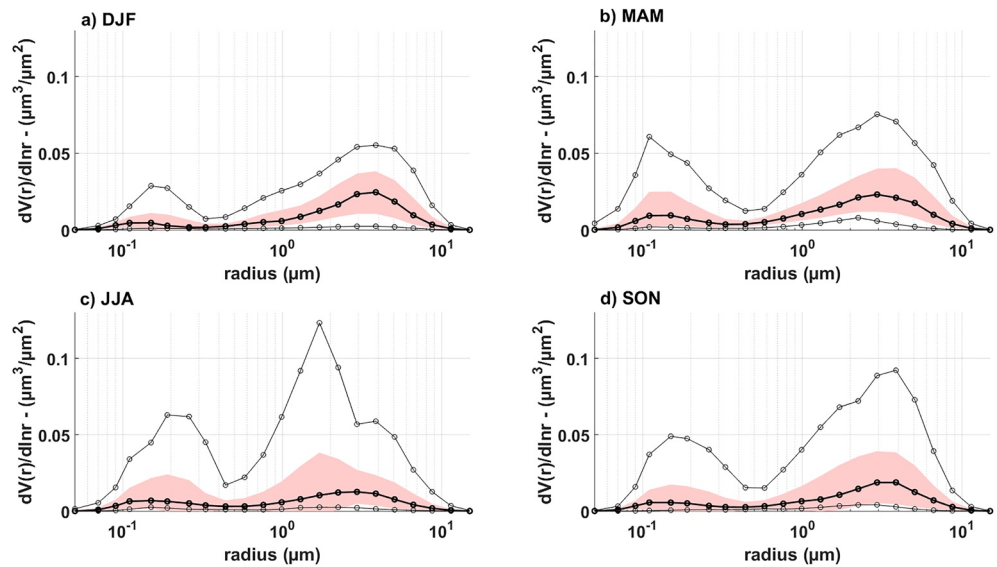 a) DJF
dV(r)/dlnr - (µm³/µm²)
0.1
0.05
0
10⁻¹
10⁰
10¹
radius (µm)
b) MAM
dV(r)/dlnr - (µm³/µm²)
0.1
0.05
0
10⁻¹
10⁰
10¹
radius (µm)
c) JJA
dV(r)/dlnr - (µm³/µm²)
0.1
0.05
0
10⁻¹
10⁰
10¹
radius (µm)
d) SON
dV(r)/dlnr - (µm³/µm²)
0.1
0.05
0
10⁻¹
10⁰
10¹
radius (µm)